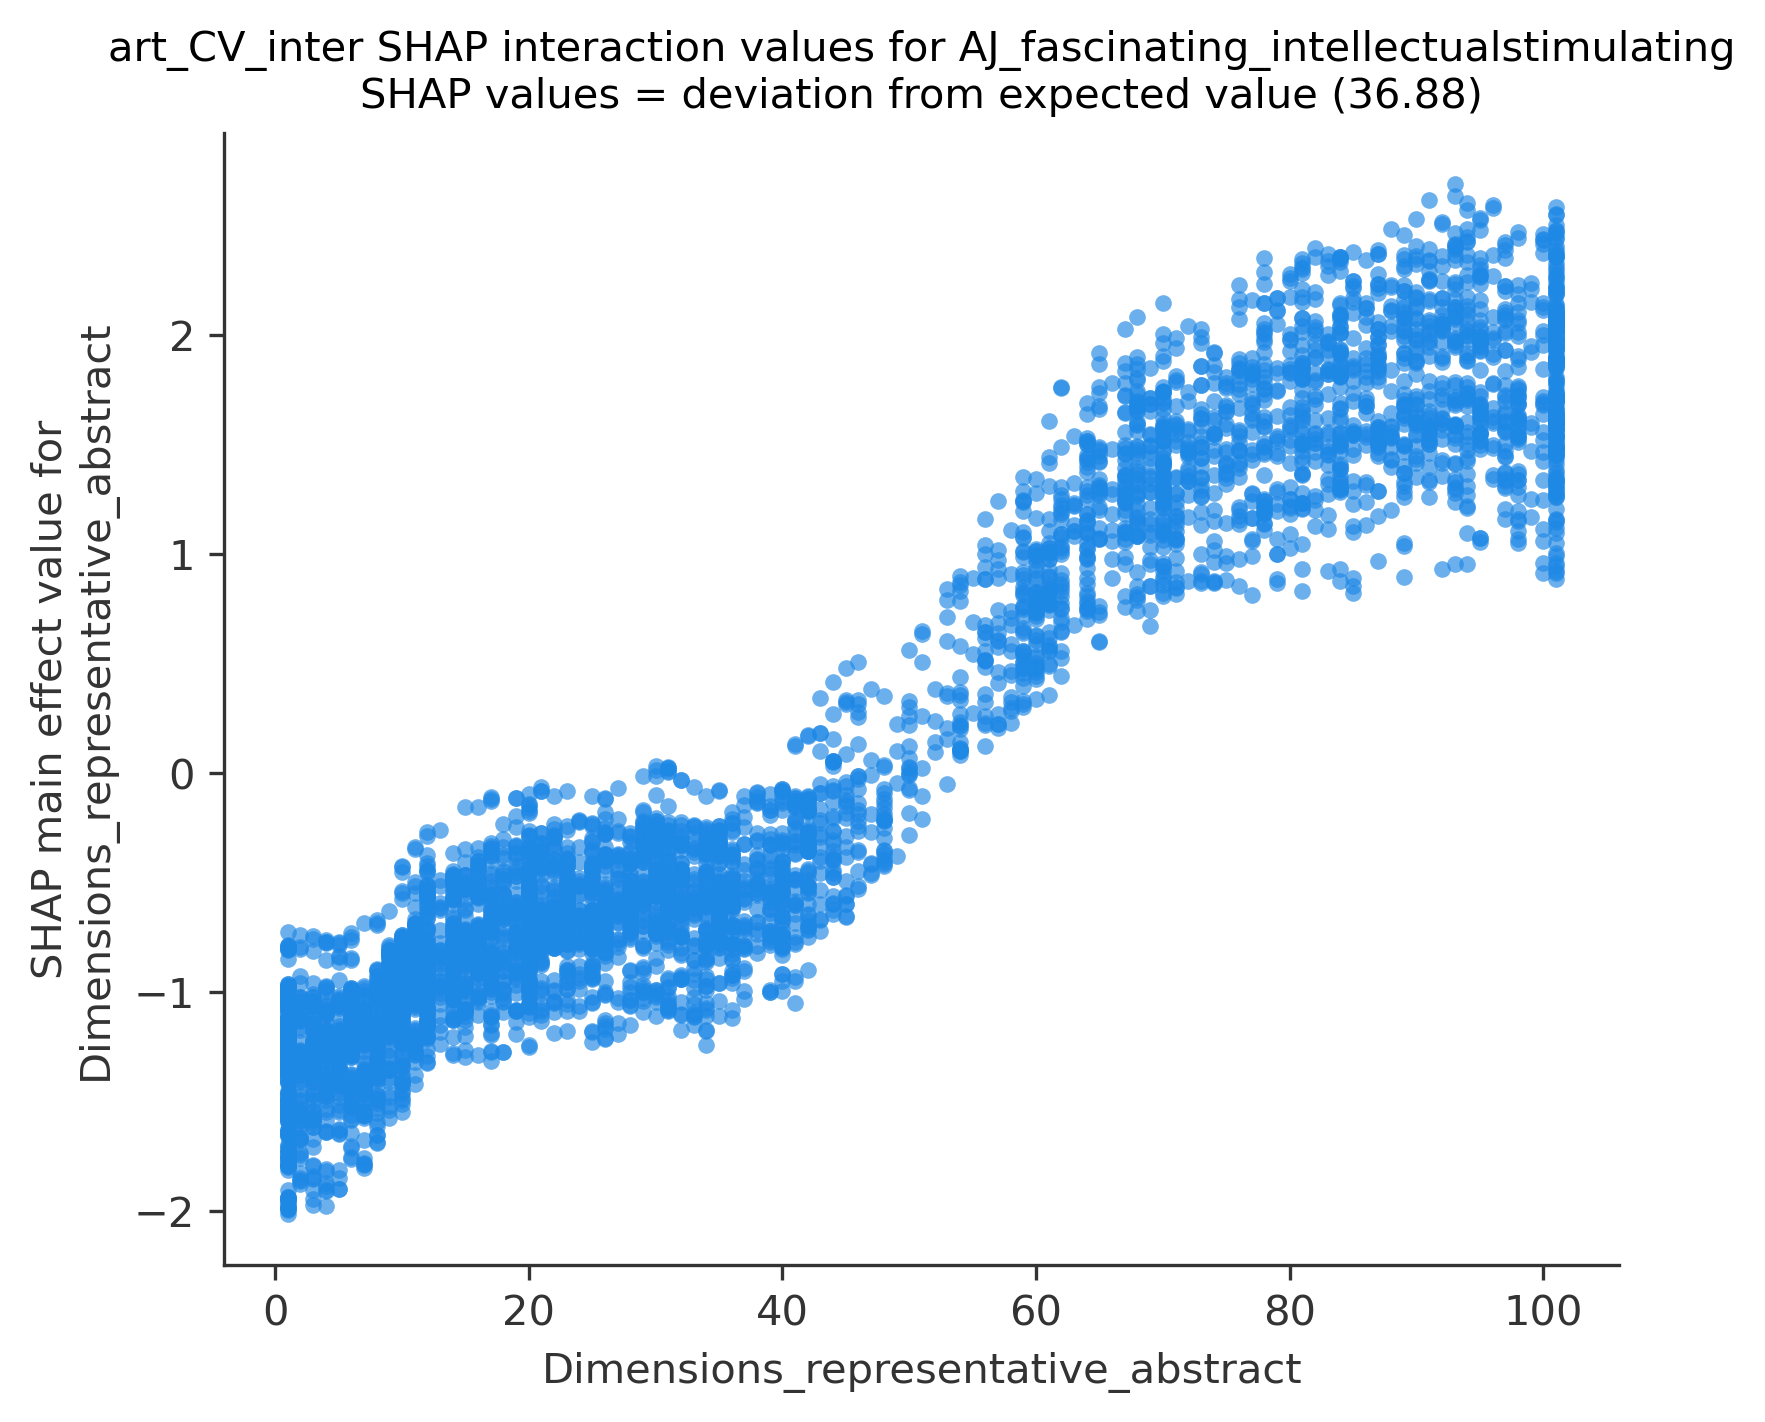 art_CV_inter SHAP interaction values for AJ_fascinating_intellectualstimulating
SHAP values = deviation from expected value (36.88)
SHAP main effect value for
Dimensions_representative_abstract
2
1
0
−1
−2
0
20
40
60
80
100
Dimensions_representative_abstract